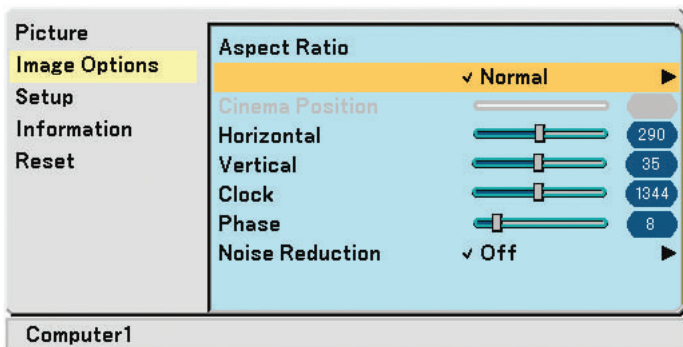 Picture
Image Options
Setup
Information
Reset
Aspect Ratio
✓ Normal ▶
Cinema Position
Horizontal 290
Vertical 35
Clock 1344
Phase 8
Noise Reduction ✓ Off ▶
Computer1